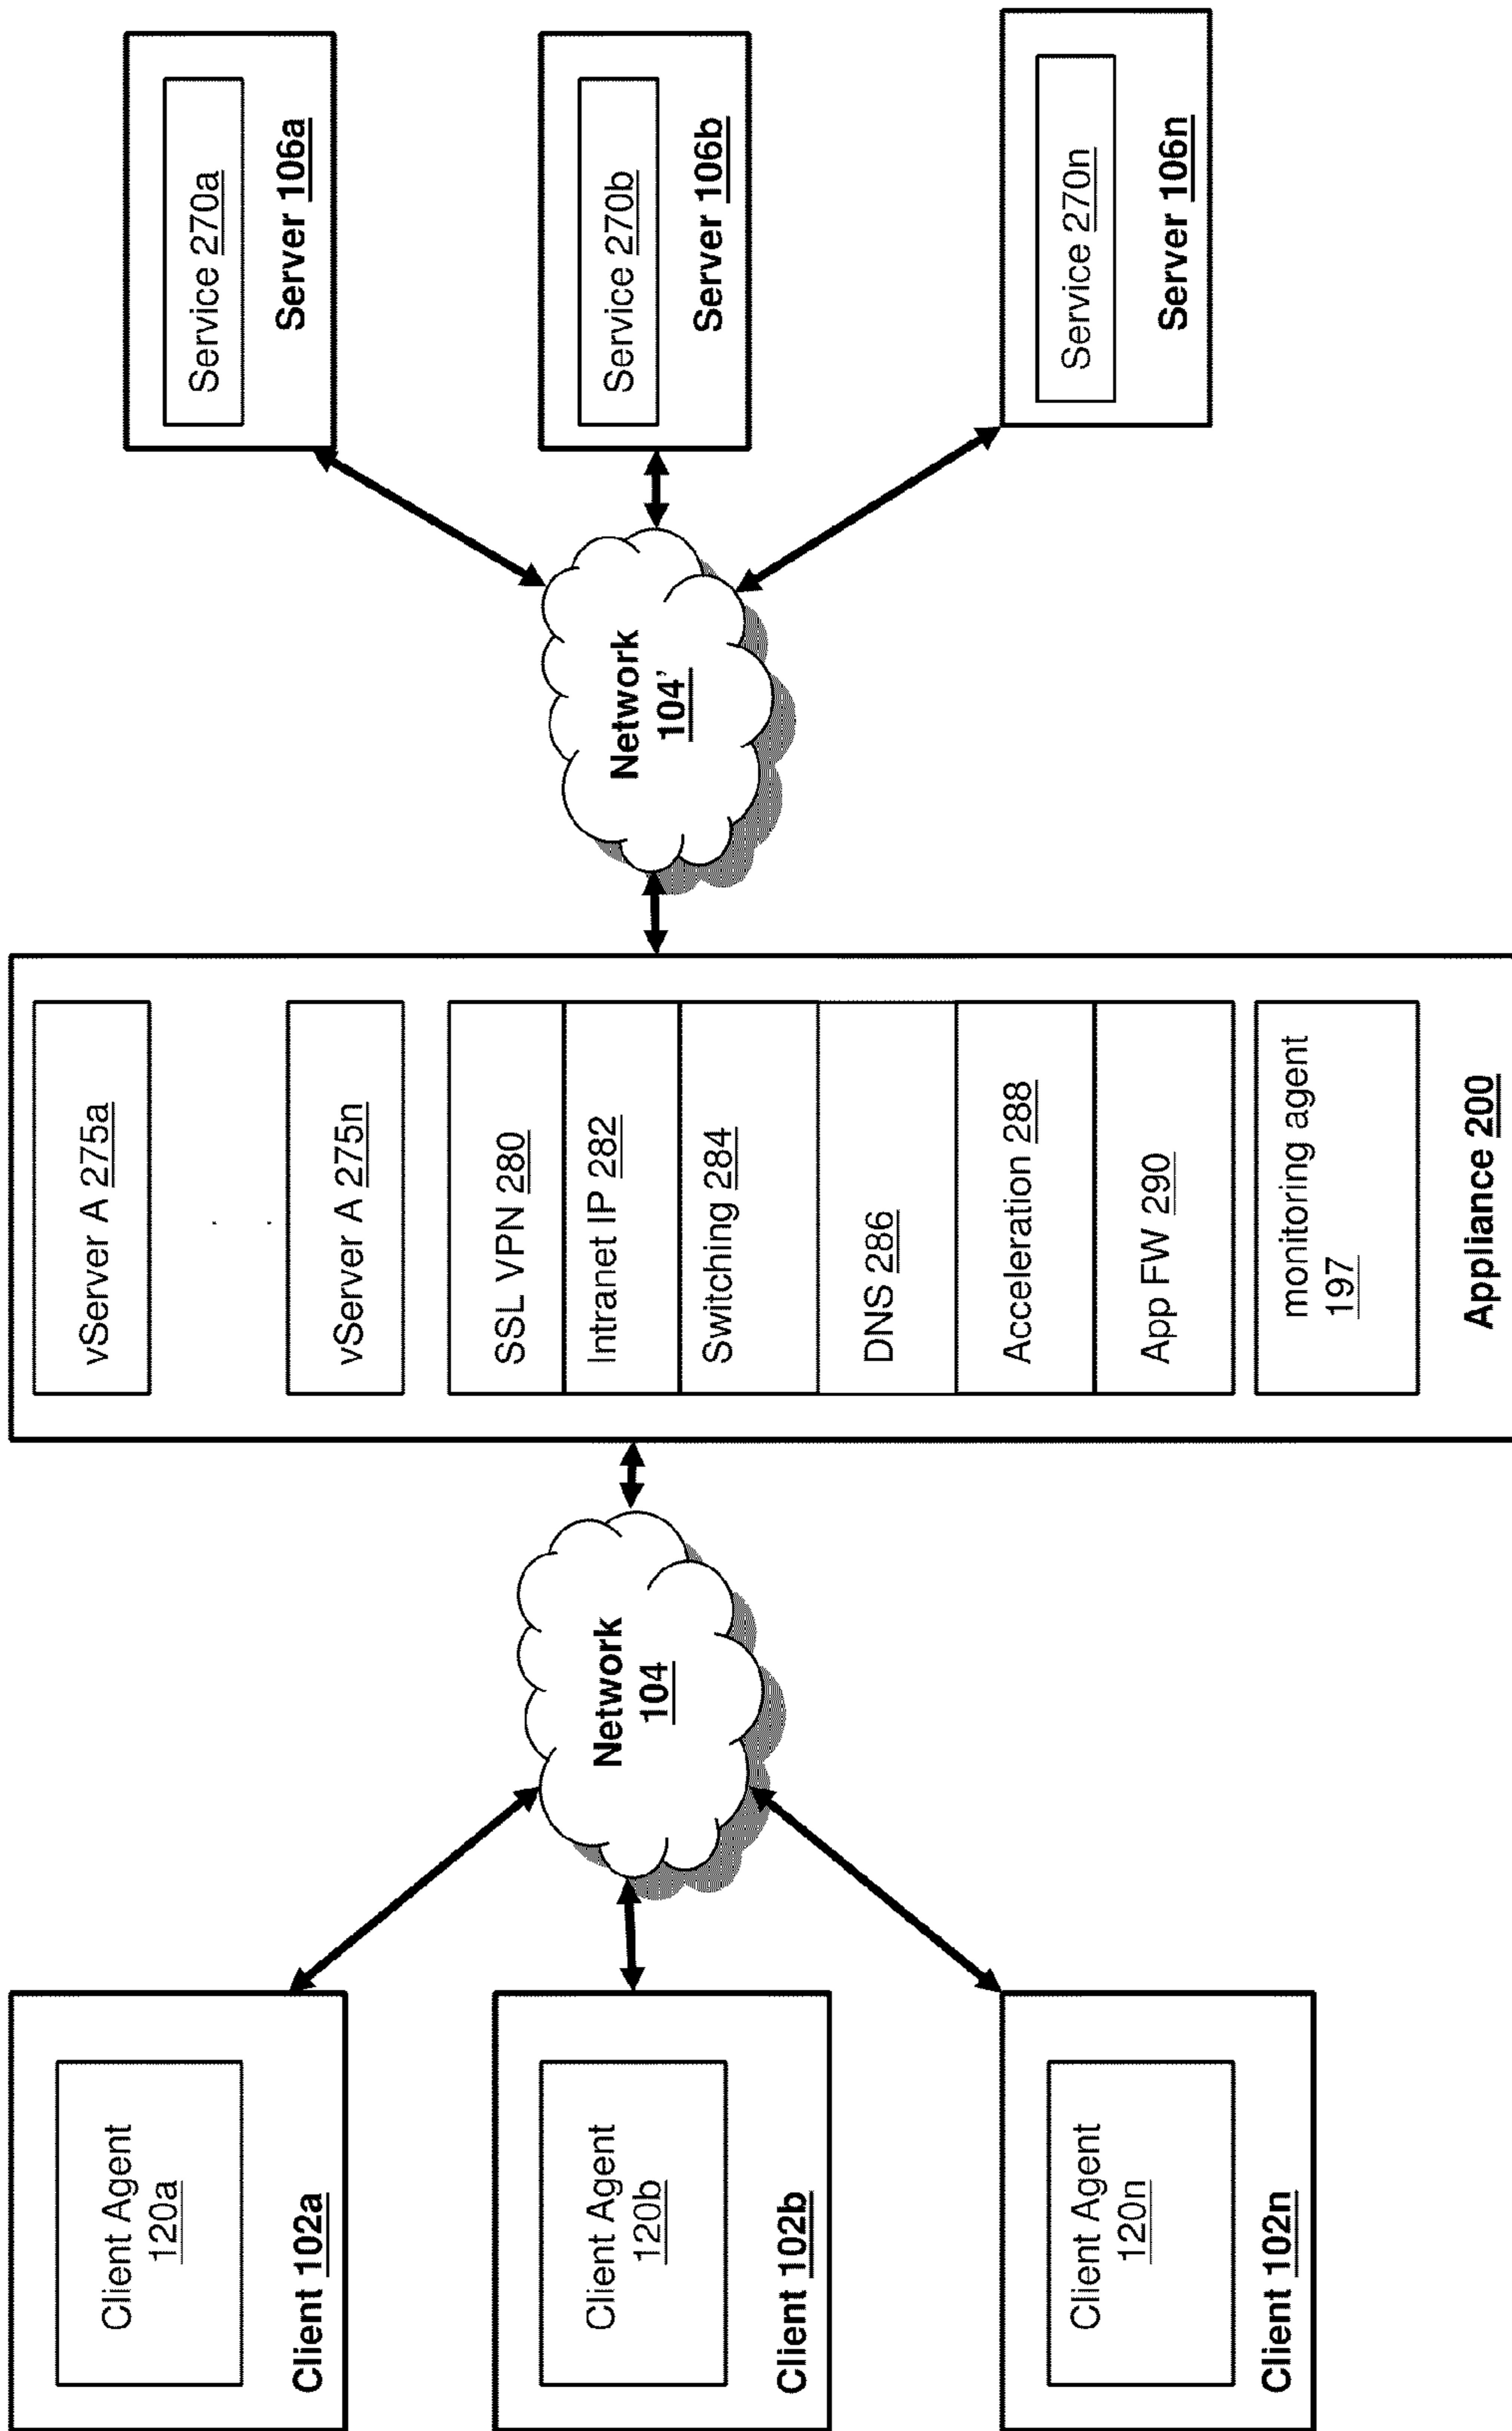 Client Agent
120a
Client 102a
Client Agent
120b
Client 102b
Client Agent
120n
Client 102n
Network
104
vServer A 275a
vServer A 275n
SSL VPN 280
Intranet IP 282
Switching 284
DNS 286
Acceleration 288
App FW 290
monitoring agent
197
Appliance 200
Network
104'
Service 270a
Server 106a
Service 270b
Server 106b
Service 270n
Server 106n